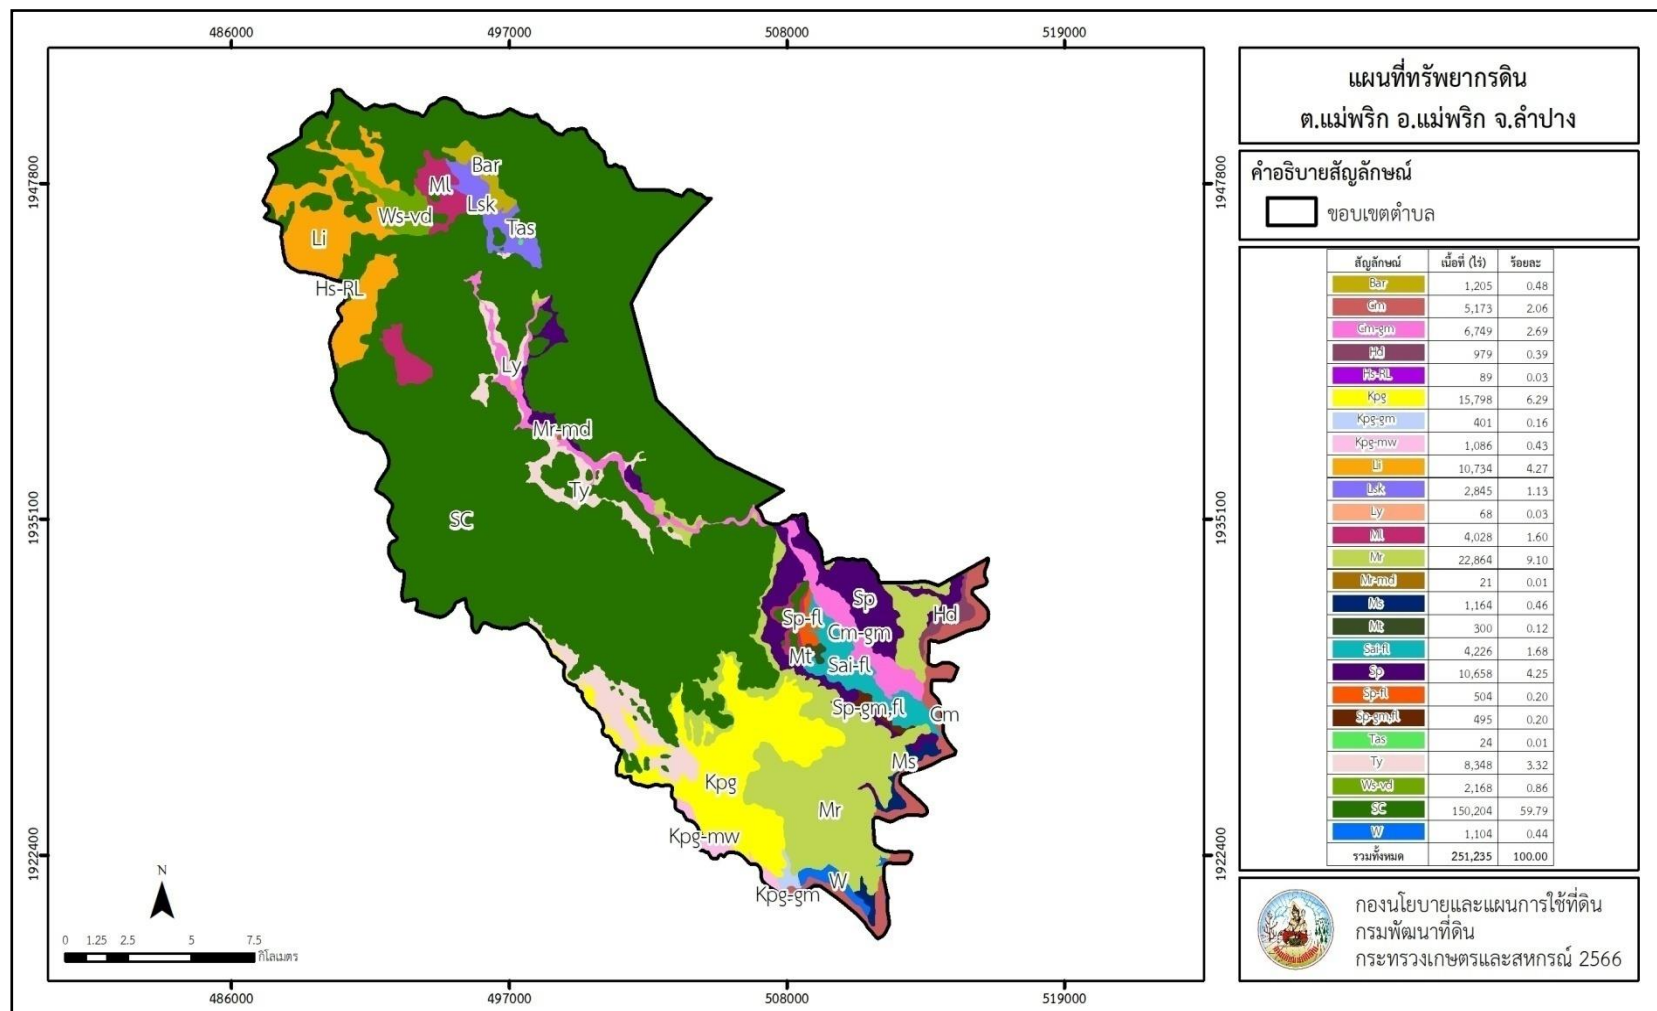 486000
497000
508000
519000
1947800
1935100
1922400
1947800
1935100
1922400
486000
497000
508000
519000
Bar
Ml
Lsk
Ws-vd
Tas
Li
Hs-RL
Ly
Mr-md
Ty
SC
Sp
Hd
Sp-fl
Cm-gm
Mt
Sai-fl
Sp-gm,fl
Cm
Ms
Kpg
Mr
Kpg-mw
W
Kpg-gm
N
0 1.25 2.5 5 7.5
กิโลเมตร
แผนที่ทรัพยากรดิน
ต.แม่พริก อ.แม่พริก จ.ลำปาง
คำอธิบายสัญลักษณ์
ขอบเขตตำบล
สัญลักษณ์ เนื้อที่ (ไร่) ร้อยละ
Bar 1,205 0.48
Cm 5,173 2.06
Cm-gm 6,749 2.69
Hd 979 0.39
Hs-RL 89 0.03
Kpg 15,798 6.29
Kpg-gm 401 0.16
Kpg-mw 1,086 0.43
Li 10,734 4.27
Lsk 2,845 1.13
Ly 68 0.03
Ml 4,028 1.60
Mr 22,864 9.10
Mr-md 21 0.01
Ms 1,164 0.46
Mt 300 0.12
Sai-fl 4,226 1.68
Sp 10,658 4.25
Sp-fl 504 0.20
Sp-gm,fl 495 0.20
Tas 24 0.01
Ty 8,348 3.32
Ws-vd 2,168 0.86
SC 150,204 59.79
W 1,104 0.44
รวมทั้งหมด 251,235 100.00
กองนโยบายและแผนการใช้ที่ดิน
กรมพัฒนาที่ดิน
กระทรวงเกษตรและสหกรณ์ 2566